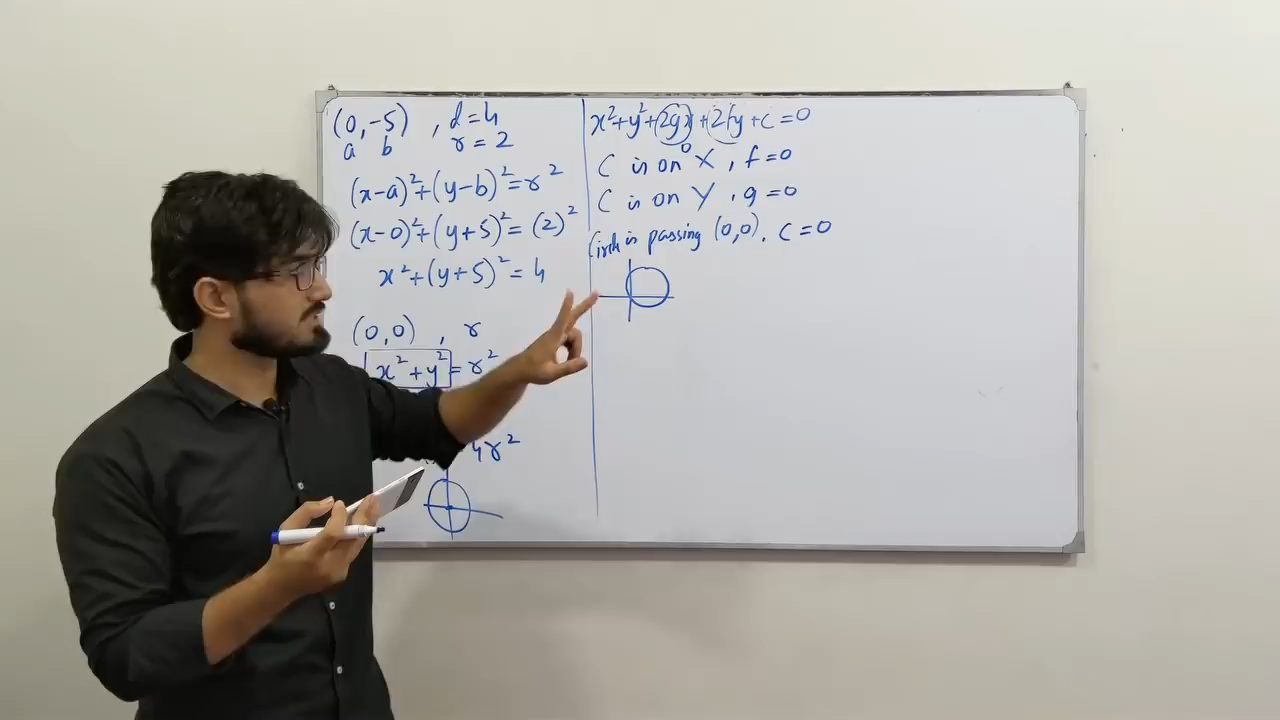 (0, -5) , d=4
a b r = 2
(x-a)²+(y-b)²=r²
(x-0)²+(y+5)²=(2)²
x²+(y+5)²=4
(0,0) , r
x²+y²=r²
4r²
x²+y²+2gx+2fy+c=0
C is on X , f=0
C is on Y , g=0
Circle is passing (0,0). C=0